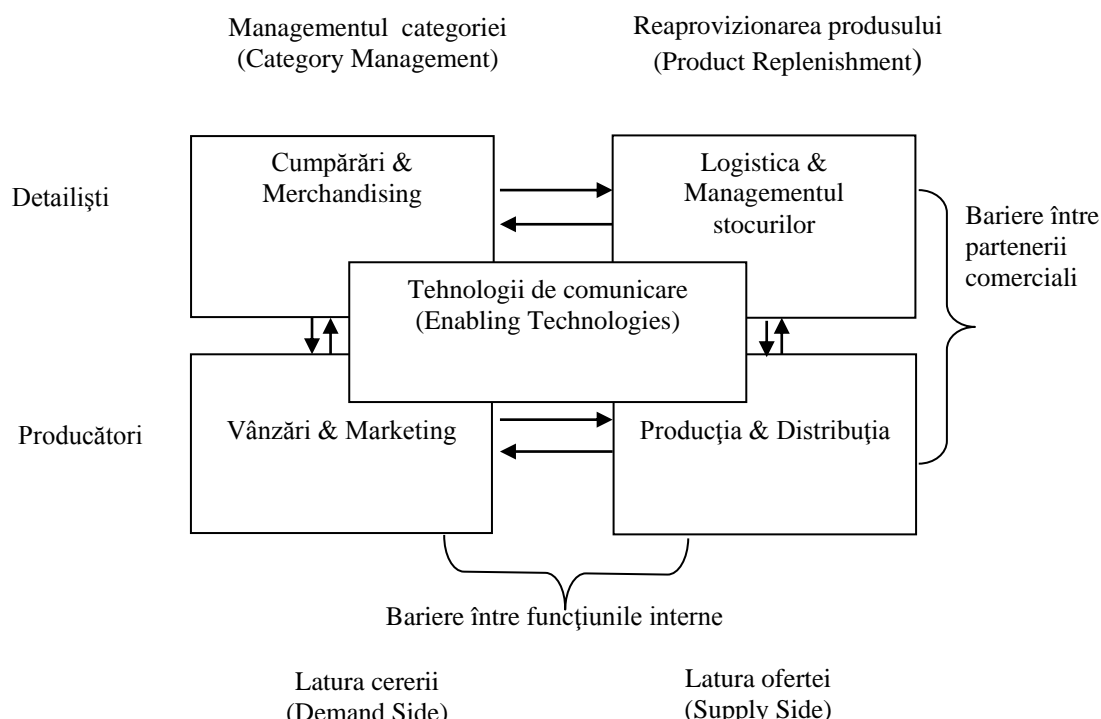 Managementul categoriei
(Category Management)
Reaprovizionarea produsului
(Product Replenishment)
Detailişti
Cumpărări &
Merchandising
Logistica &
Managementul
stocurilor
Bariere între
partenerii
comerciali
Tehnologii de comunicare
(Enabling Technologies)
Producători
Vânzări & Marketing
Producţia & Distribuţia
Bariere între funcţiunile interne
Latura cererii
(Demand Side)
Latura ofertei
(Supply Side)